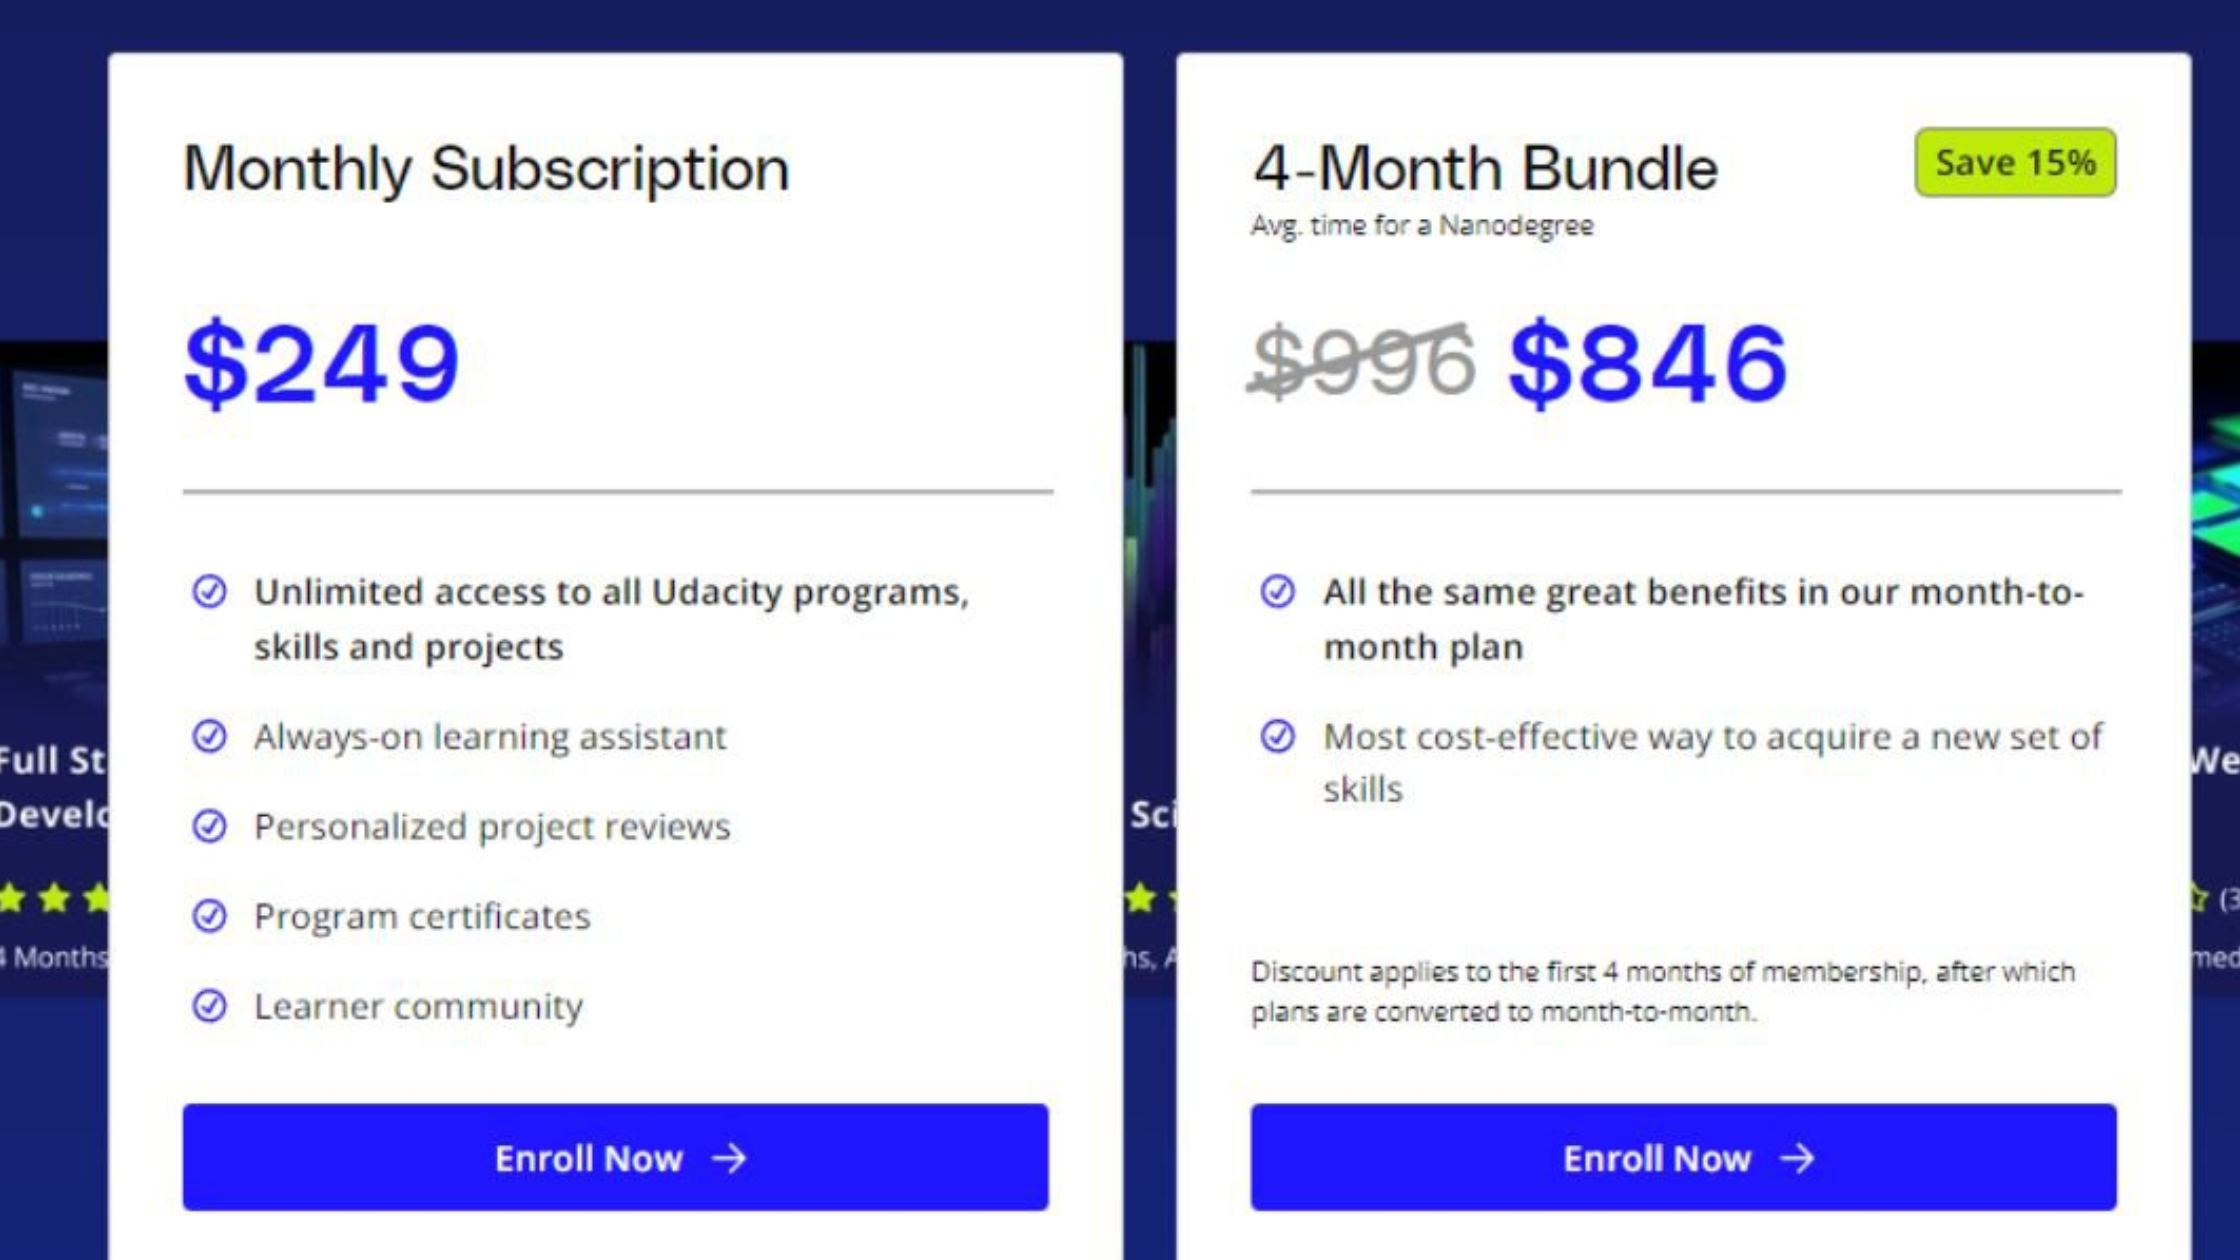 Monthly Subscription
$249
Unlimited access to all Udacity programs,
skills and projects
Always-on learning assistant
Personalized project reviews
Program certificates
Learner community
Enroll Now
4-Month Bundle
Save 15%
Avg. time for a Nanodegree
$996 $846
All the same great benefits in our month-to-
month plan
Most cost-effective way to acquire a new set of
skills
Discount applies to the first 4 months of membership, after which
plans are converted to month-to-month.
Enroll Now
Full St
Develo
4 Months
Sci
hs, A
We
(3
med